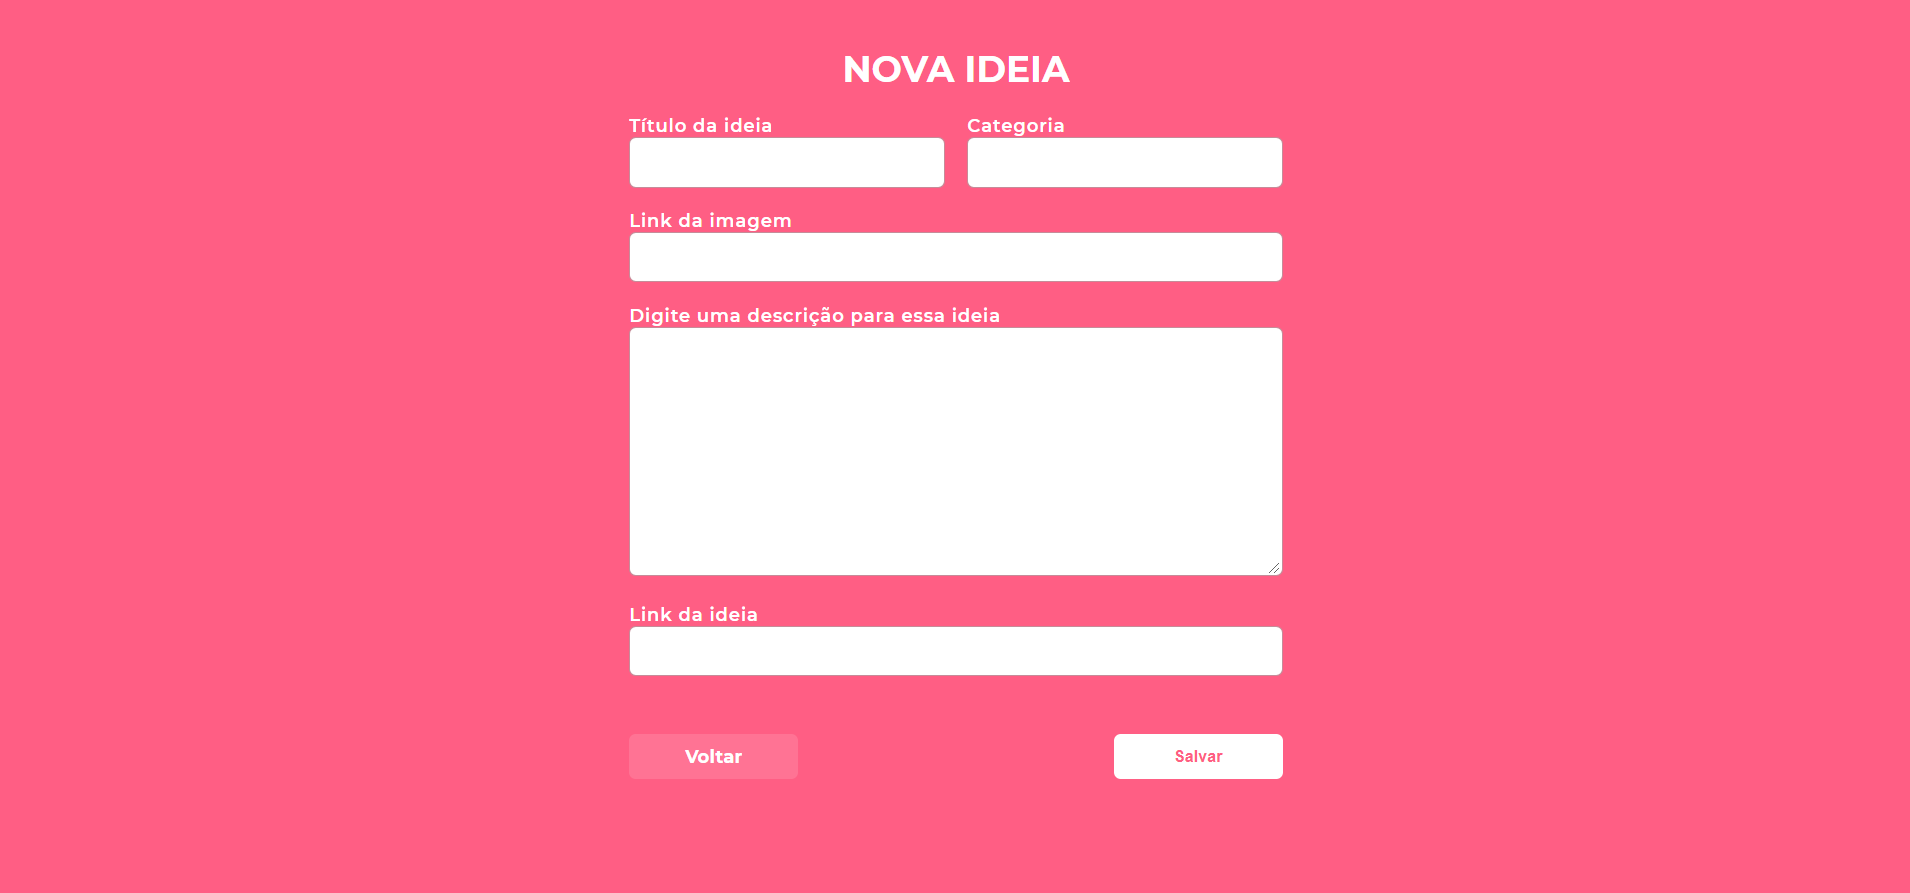 NOVA IDEIA
Título da ideia
Categoria
Link da imagem
Digite uma descrição para essa ideia
Link da ideia
Voltar
Salvar